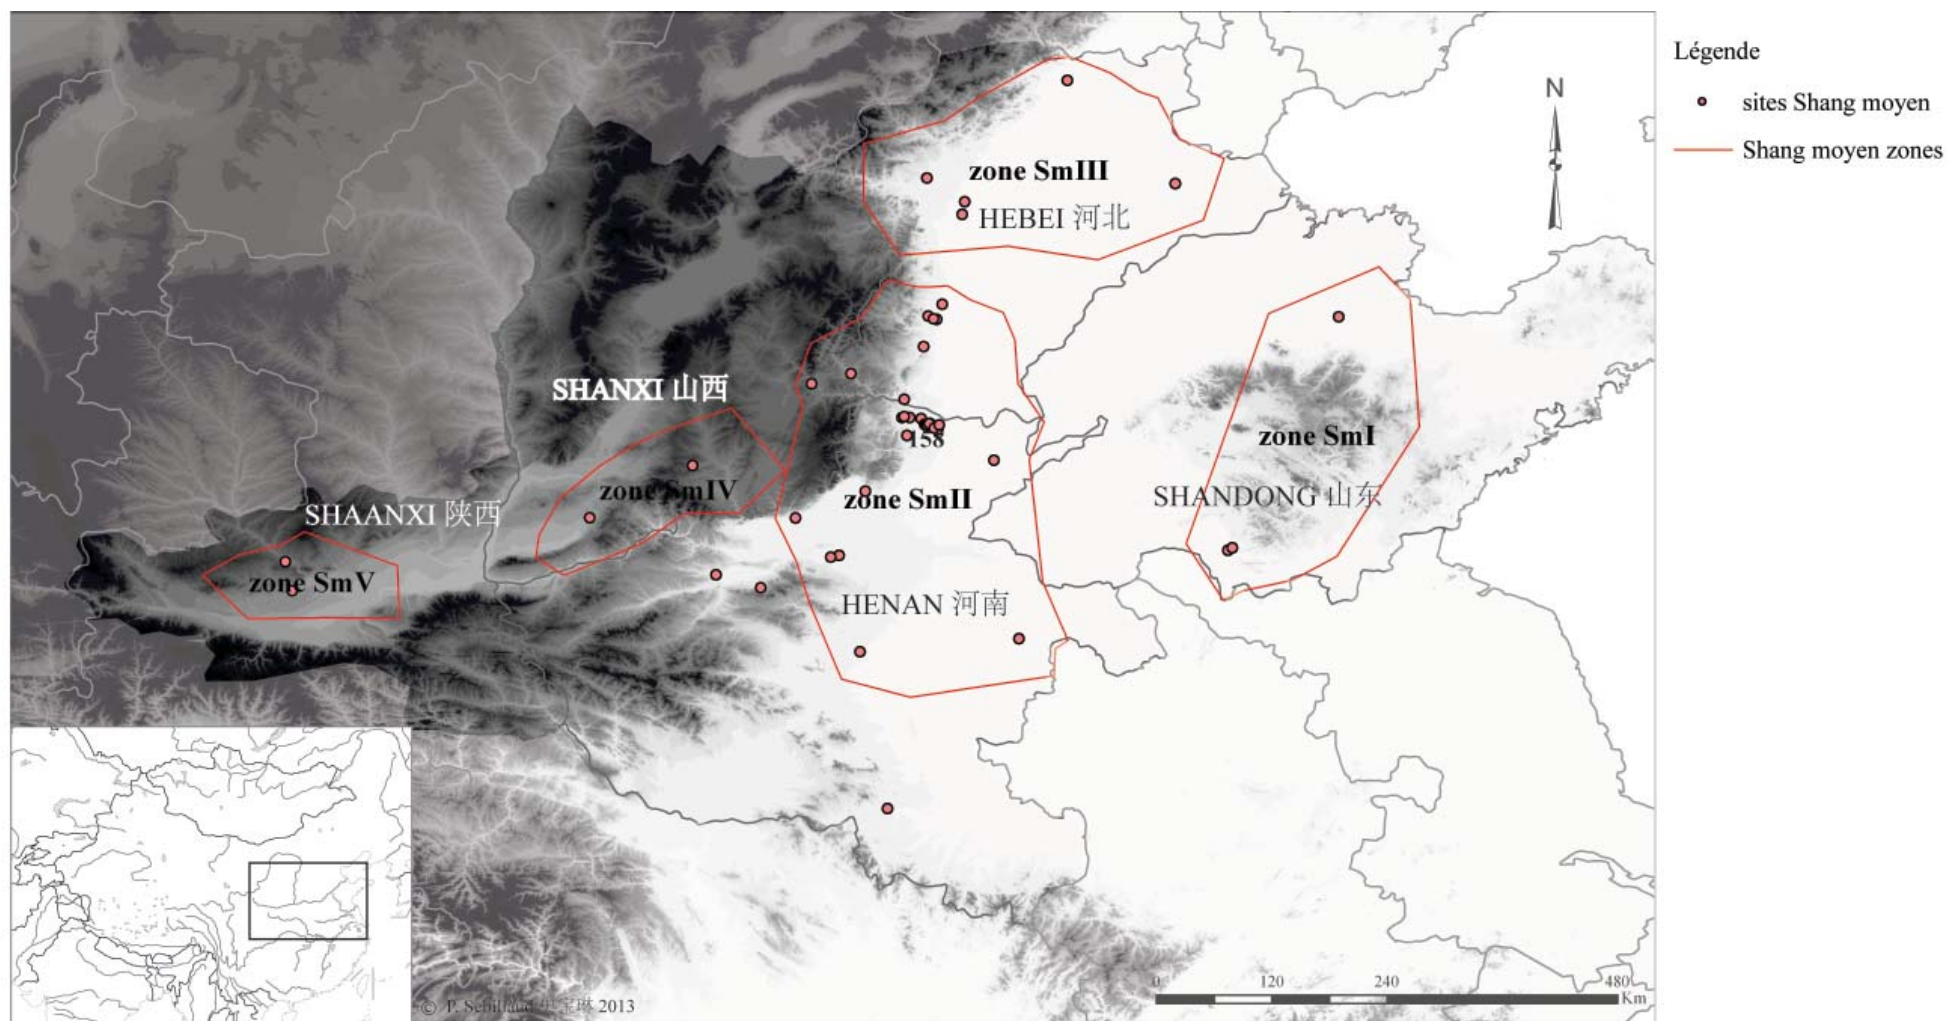 Légende
N
sites Shang moyen
Shang moyen zones
zone SmIII
HEBEI 河北
SHANXI 山西
zone SmI
158
zone SmIV
zone SmII
SHANDONG 山东
SHAANXI 陕西
zone SmV
HENAN 河南
0 120 240 480
Km
© P. Sebillaud 2013